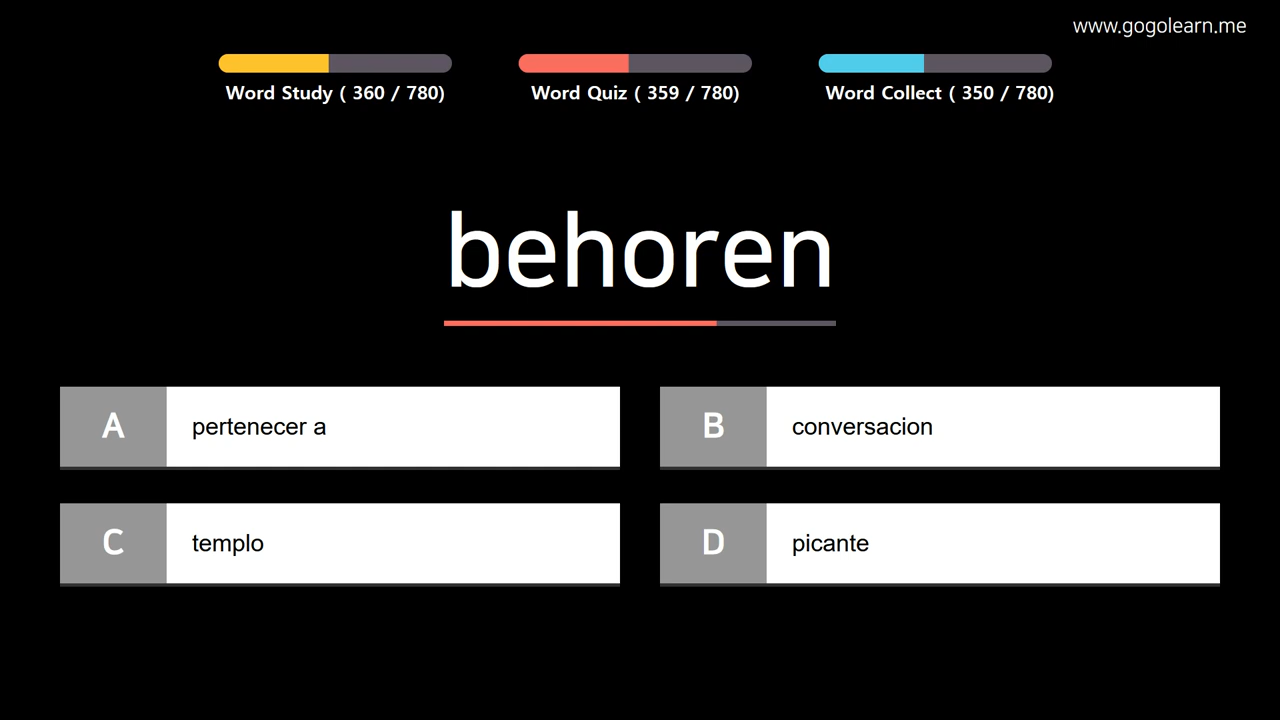 www.gogolearn.me
Word Study ( 360 / 780)
Word Quiz ( 359 / 780)
Word Collect ( 350 / 780)
behoren
A pertenecer a
B conversacion
C templo
D picante